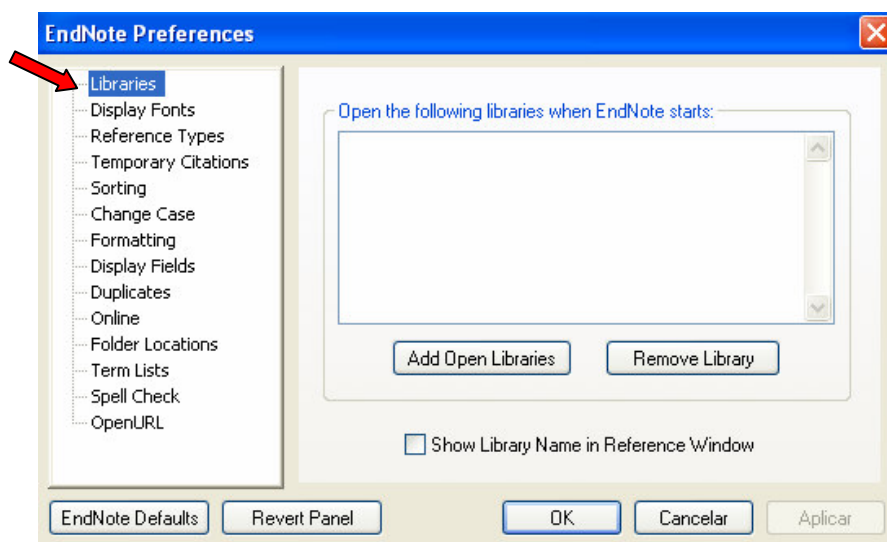 EndNote Preferences
Libraries
Display Fonts
Reference Types
Temporary Citations
Sorting
Change Case
Formatting
Display Fields
Duplicates
Online
Folder Locations
Term Lists
Spell Check
OpenURL
Open the following libraries when EndNote starts:
Add Open Libraries
Remove Library
Show Library Name in Reference Window
EndNote Defaults
Revert Panel
OK
Cancelar
Aplicar